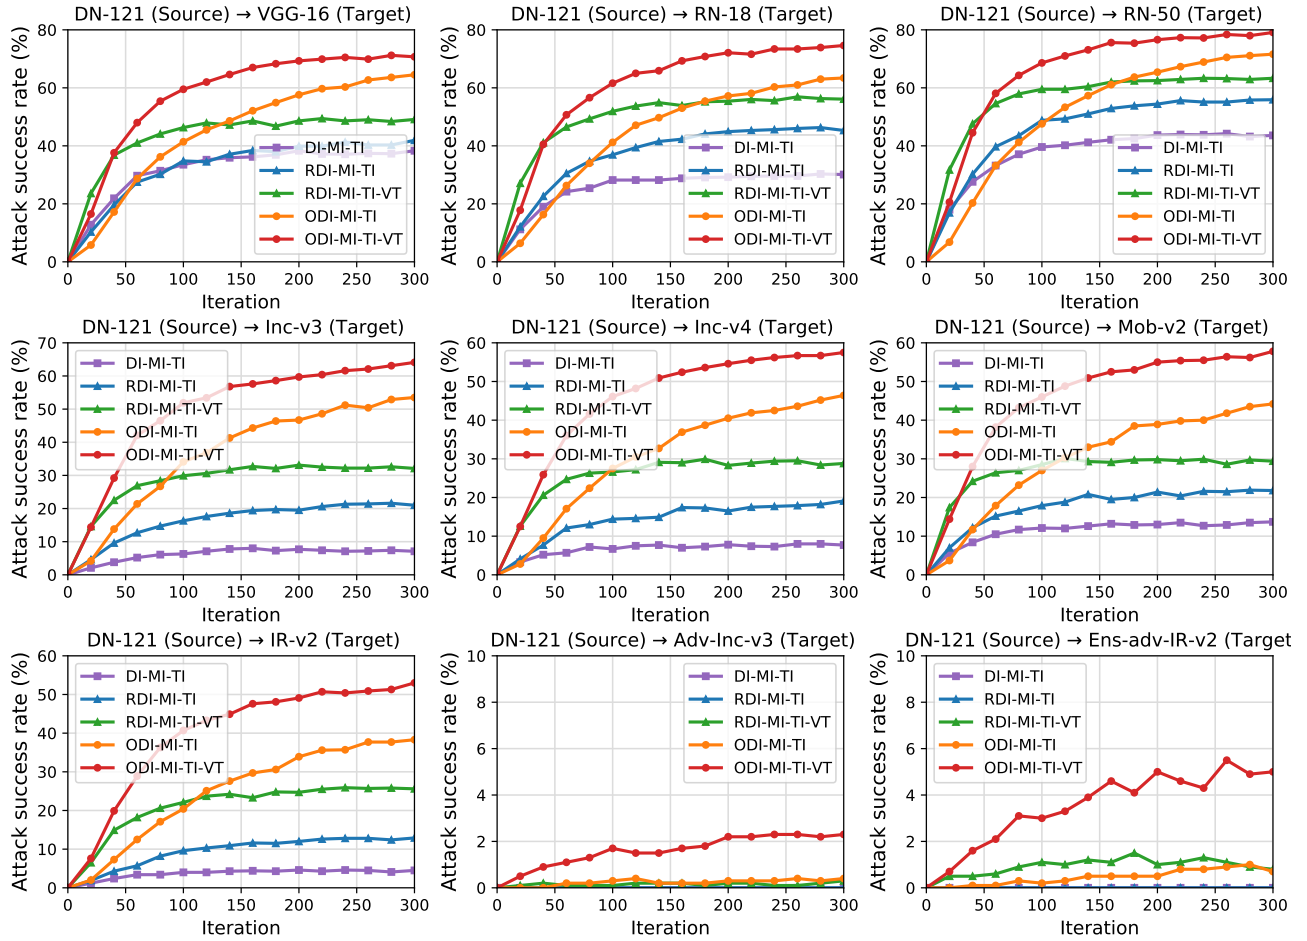 DN-121 (Source) → VGG-16 (Target)
Attack success rate (%)
80
60
40
20
0
DI-MI-TI
RDI-MI-TI
RDI-MI-TI-VT
ODI-MI-TI
ODI-MI-TI-VT
0 50 100 150 200 250 300
Iteration
DN-121 (Source) → RN-18 (Target)
Attack success rate (%)
80
60
40
20
0
DI-MI-TI
RDI-MI-TI
RDI-MI-TI-VT
ODI-MI-TI
ODI-MI-TI-VT
0 50 100 150 200 250 300
Iteration
DN-121 (Source) → RN-50 (Target)
Attack success rate (%)
80
60
40
20
0
DI-MI-TI
RDI-MI-TI
RDI-MI-TI-VT
ODI-MI-TI
ODI-MI-TI-VT
0 50 100 150 200 250 300
Iteration
DN-121 (Source) → Inc-v3 (Target)
Attack success rate (%)
70
60
50
40
30
20
10
0
DI-MI-TI
RDI-MI-TI
RDI-MI-TI-VT
ODI-MI-TI
ODI-MI-TI-VT
0 50 100 150 200 250 300
Iteration
DN-121 (Source) → Inc-v4 (Target)
Attack success rate (%)
60
50
40
30
20
10
0
DI-MI-TI
RDI-MI-TI
RDI-MI-TI-VT
ODI-MI-TI
ODI-MI-TI-VT
0 50 100 150 200 250 300
Iteration
DN-121 (Source) → Mob-v2 (Target)
Attack success rate (%)
60
50
40
30
20
10
0
DI-MI-TI
RDI-MI-TI
RDI-MI-TI-VT
ODI-MI-TI
ODI-MI-TI-VT
0 50 100 150 200 250 300
Iteration
DN-121 (Source) → IR-v2 (Target)
Attack success rate (%)
60
50
40
30
20
10
0
DI-MI-TI
RDI-MI-TI
RDI-MI-TI-VT
ODI-MI-TI
ODI-MI-TI-VT
0 50 100 150 200 250 300
Iteration
DN-121 (Source) → Adv-Inc-v3 (Target)
Attack success rate (%)
10
8
6
4
2
0
DI-MI-TI
RDI-MI-TI
RDI-MI-TI-VT
ODI-MI-TI
ODI-MI-TI-VT
0 50 100 150 200 250 300
Iteration
DN-121 (Source) → Ens-adv-IR-v2 (Target
Attack success rate (%)
10
8
6
4
2
0
DI-MI-TI
RDI-MI-TI
RDI-MI-TI-VT
ODI-MI-TI
ODI-MI-TI-VT
0 50 100 150 200 250 300
Iteration